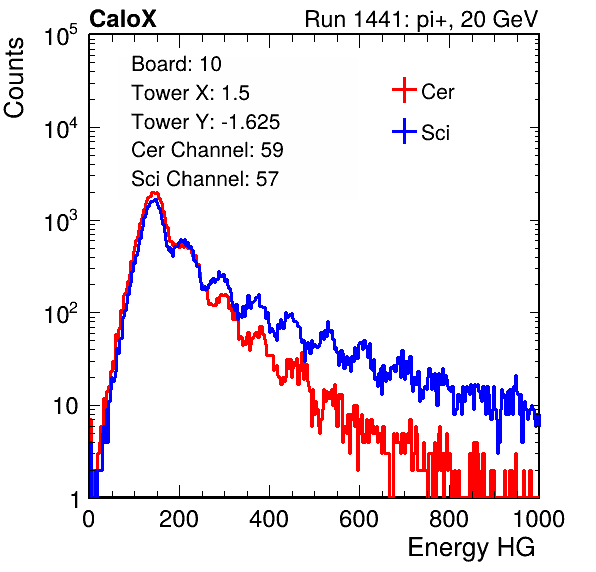 CaloX Run 1441: pi+, 20 GeV
Counts
10^5
10^4
10^3
10^2
10
1
Board: 10
Tower X: 1.5
Tower Y: -1.625
Cer Channel: 59
Sci Channel: 57
Cer
Sci
0 200 400 600 800 1000
Energy HG